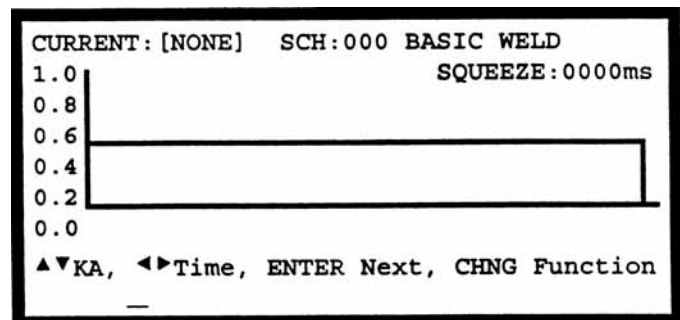 CURRENT:[NONE] SCH:000 BASIC WELD
1.0 SQUEEZE:0000ms
0.8
0.6
0.4
0.2
0.0
▲▼KA, ◄►Time, ENTER Next, CHNG Function